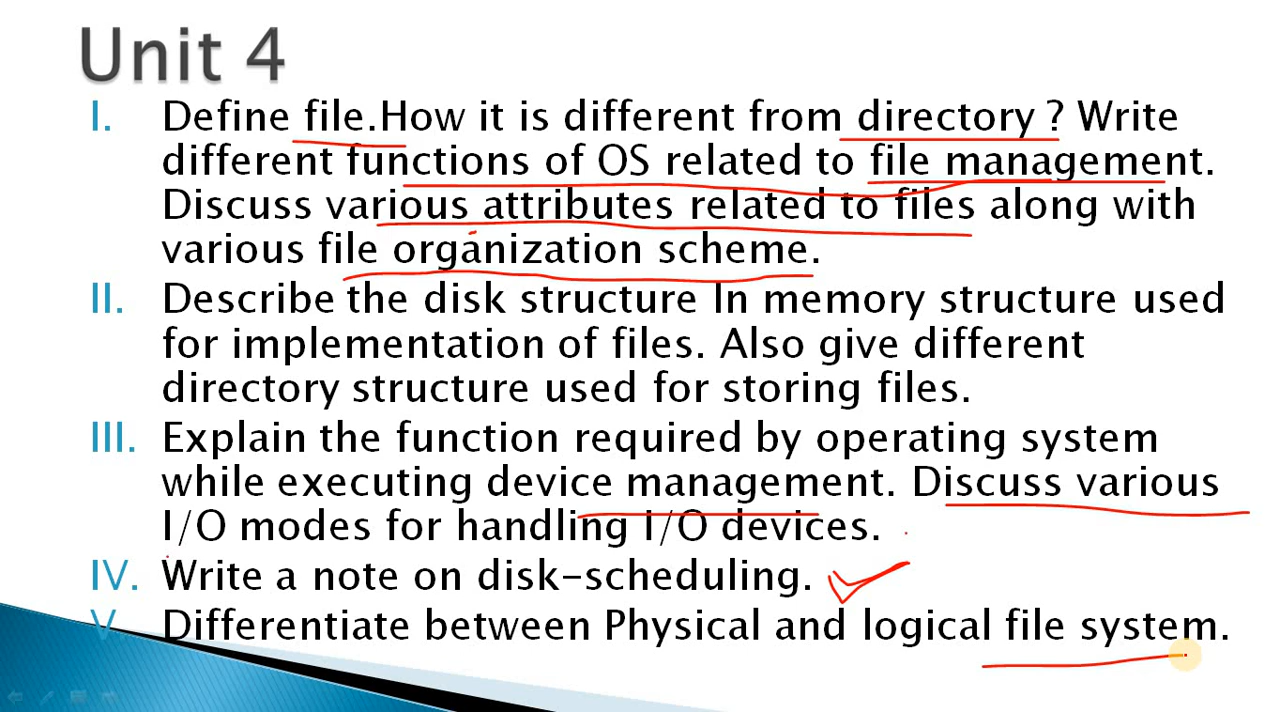 Unit 4
I. Define file.How it is different from directory ? Write
different functions of OS related to file management.
Discuss various attributes related to files along with
various file organization scheme.
II. Describe the disk structure In memory structure used
for implementation of files. Also give different
directory structure used for storing files.
III. Explain the function required by operating system
while executing device management. Discuss various
I/O modes for handling I/O devices.
IV. Write a note on disk-scheduling.
V. Differentiate between Physical and logical file system.